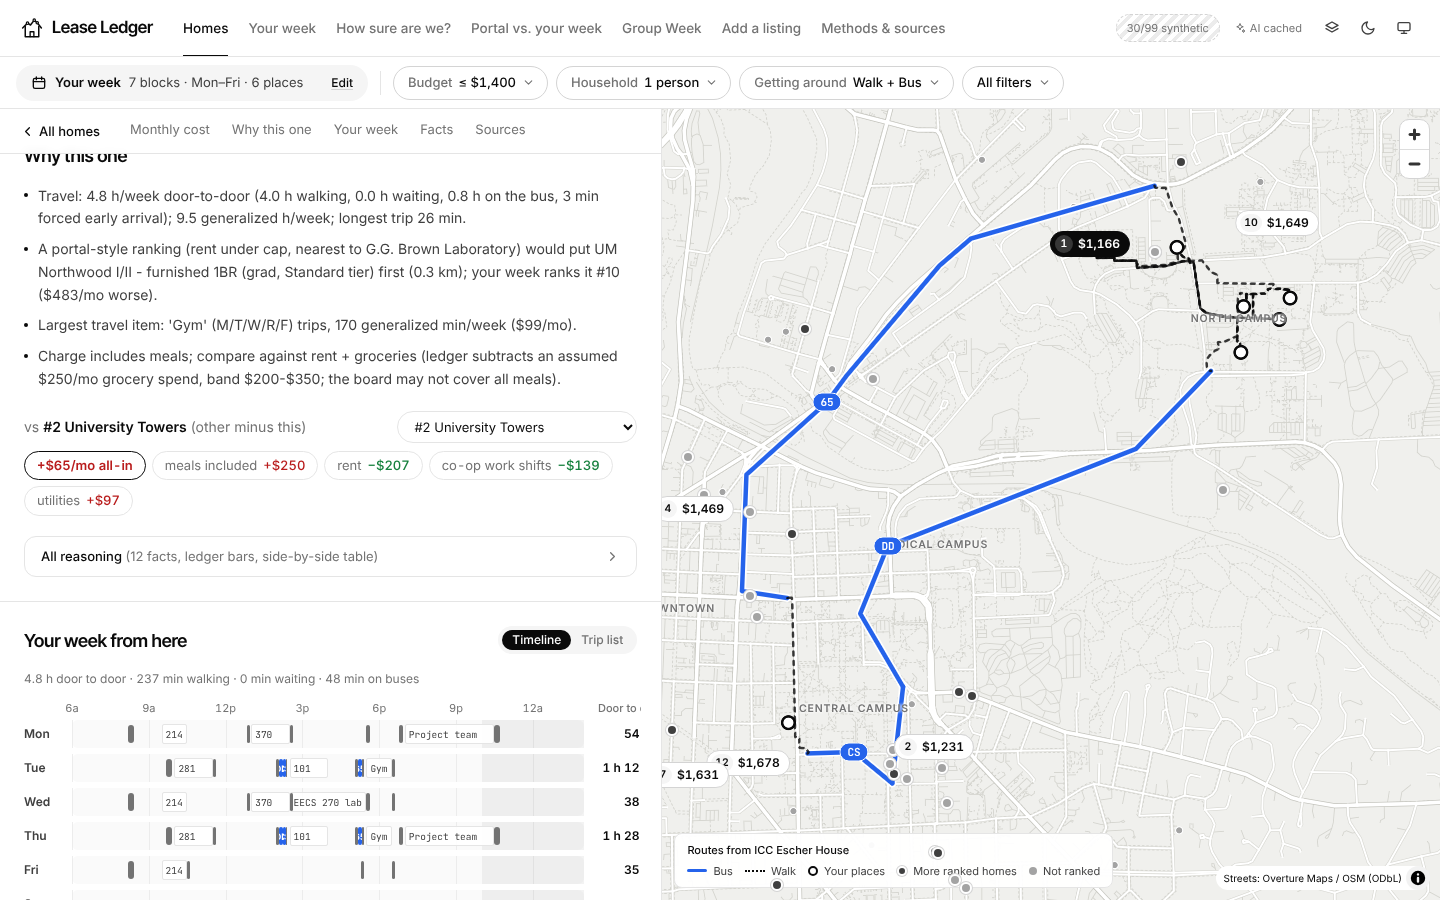 Lease Ledger
Homes
Your week
How sure are we?
Portal vs. your week
Group Week
Add a listing
Methods & sources
30/99 synthetic
AI cached
Your week 7 blocks · Mon–Fri · 6 places
Edit
Budget ≤ $1,400
Household 1 person
Getting around Walk + Bus
All filters
All homes
Monthly cost
Why this one
Your week
Facts
Sources
Why this one
• Travel: 4.8 h/week door-to-door (4.0 h walking, 0.0 h waiting, 0.8 h on the bus, 3 min
forced early arrival); 9.5 generalized h/week; longest trip 26 min.
• A portal-style ranking (rent under cap, nearest to G.G. Brown Laboratory) would put UM
Northwood I/II - furnished 1BR (grad, Standard tier) first (0.3 km); your week ranks it #10
($483/mo worse).
• Largest travel item: 'Gym' (M/T/W/R/F) trips, 170 generalized min/week ($99/mo).
• Charge includes meals; compare against rent + groceries (ledger subtracts an assumed
$250/mo grocery spend, band $200-$350; the board may not cover all meals).
vs #2 University Towers (other minus this)
#2 University Towers
+$65/mo all-in
meals included +$250
rent −$207
co-op work shifts −$139
utilities +$97
All reasoning (12 facts, ledger bars, side-by-side table)
Your week from here
Timeline
Trip list
4.8 h door to door · 237 min walking · 0 min waiting · 48 min on buses
6a 9a 12p 3p 6p 9p 12a Door to
Mon 214 370 Project team 54
Tue 281 101 Gym 1 h 12
Wed 214 370 EECS 270 lab 38
Thu 281 101 Gym Project team 1 h 28
Fri 214 35
+
−
10 $1,649
1 $1,166
NORTH CAMPUS
65
4 $1,469
DD
DICAL CAMPUS
WNTOWN
CENTRAL CAMPUS
CS
2 $1,231
12 $1,678
7 $1,631
Routes from ICC Escher House
Bus
Walk
Your places
More ranked homes
Not ranked
Streets: Overture Maps / OSM (ODbL)